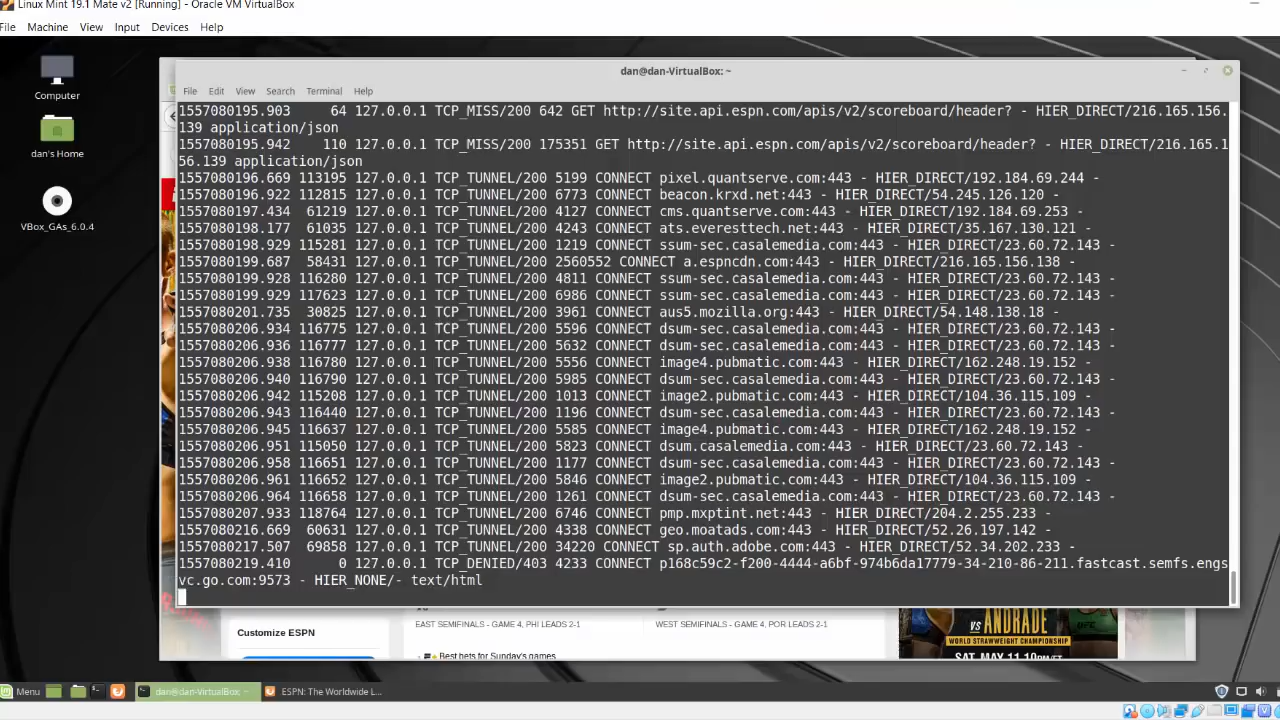 Linux Mint 19.1 Mate v2 [Running] - Oracle VM VirtualBox
File Machine View Input Devices Help
Computer
dan's Home
VBox_GAs_6.0.4
dan@dan-VirtualBox: ~
File Edit View Search Terminal Help
1557080195.903     64 127.0.0.1 TCP_MISS/200 642 GET http://site.api.espn.com/apis/v2/scoreboard/header? - HIER_DIRECT/216.165.156.
139 application/json
1557080195.942    110 127.0.0.1 TCP_MISS/200 175351 GET http://site.api.espn.com/apis/v2/scoreboard/header? - HIER_DIRECT/216.165.1
56.139 application/json
1557080196.669 113195 127.0.0.1 TCP_TUNNEL/200 5199 CONNECT pixel.quantserve.com:443 - HIER_DIRECT/192.184.69.244 -
1557080196.922 112815 127.0.0.1 TCP_TUNNEL/200 6773 CONNECT beacon.krxd.net:443 - HIER_DIRECT/54.245.126.120 -
1557080197.434  61219 127.0.0.1 TCP_TUNNEL/200 4127 CONNECT cms.quantserve.com:443 - HIER_DIRECT/192.184.69.253 -
1557080198.177  61035 127.0.0.1 TCP_TUNNEL/200 4243 CONNECT ats.everesttech.net:443 - HIER_DIRECT/35.167.130.121 -
1557080198.929 115281 127.0.0.1 TCP_TUNNEL/200 1219 CONNECT ssum-sec.casalemedia.com:443 - HIER_DIRECT/23.60.72.143 -
1557080199.687  58431 127.0.0.1 TCP_TUNNEL/200 2560552 CONNECT a.espncdn.com:443 - HIER_DIRECT/216.165.156.138 -
1557080199.928 116280 127.0.0.1 TCP_TUNNEL/200 4811 CONNECT ssum-sec.casalemedia.com:443 - HIER_DIRECT/23.60.72.143 -
1557080199.929 117623 127.0.0.1 TCP_TUNNEL/200 6986 CONNECT ssum-sec.casalemedia.com:443 - HIER_DIRECT/23.60.72.143 -
1557080201.735  30825 127.0.0.1 TCP_TUNNEL/200 3961 CONNECT aus5.mozilla.org:443 - HIER_DIRECT/54.148.138.18 -
1557080206.934 116775 127.0.0.1 TCP_TUNNEL/200 5596 CONNECT dsum-sec.casalemedia.com:443 - HIER_DIRECT/23.60.72.143 -
1557080206.936 116777 127.0.0.1 TCP_TUNNEL/200 5632 CONNECT dsum-sec.casalemedia.com:443 - HIER_DIRECT/23.60.72.143 -
1557080206.938 116780 127.0.0.1 TCP_TUNNEL/200 5556 CONNECT image4.pubmatic.com:443 - HIER_DIRECT/162.248.19.152 -
1557080206.940 116790 127.0.0.1 TCP_TUNNEL/200 5985 CONNECT dsum-sec.casalemedia.com:443 - HIER_DIRECT/23.60.72.143 -
1557080206.942 115208 127.0.0.1 TCP_TUNNEL/200 1013 CONNECT image2.pubmatic.com:443 - HIER_DIRECT/104.36.115.109 -
1557080206.943 116440 127.0.0.1 TCP_TUNNEL/200 1196 CONNECT dsum-sec.casalemedia.com:443 - HIER_DIRECT/23.60.72.143 -
1557080206.945 116637 127.0.0.1 TCP_TUNNEL/200 5585 CONNECT image4.pubmatic.com:443 - HIER_DIRECT/162.248.19.152 -
1557080206.951 115050 127.0.0.1 TCP_TUNNEL/200 5823 CONNECT dsum.casalemedia.com:443 - HIER_DIRECT/23.60.72.143 -
1557080206.958 116651 127.0.0.1 TCP_TUNNEL/200 1177 CONNECT dsum-sec.casalemedia.com:443 - HIER_DIRECT/23.60.72.143 -
1557080206.961 116652 127.0.0.1 TCP_TUNNEL/200 5846 CONNECT image2.pubmatic.com:443 - HIER_DIRECT/104.36.115.109 -
1557080206.964 116658 127.0.0.1 TCP_TUNNEL/200 1261 CONNECT dsum-sec.casalemedia.com:443 - HIER_DIRECT/23.60.72.143 -
1557080207.933 118764 127.0.0.1 TCP_TUNNEL/200 6746 CONNECT pmp.mxptint.net:443 - HIER_DIRECT/204.2.255.233 -
1557080216.669  60631 127.0.0.1 TCP_TUNNEL/200 4338 CONNECT geo.moatads.com:443 - HIER_DIRECT/52.26.197.142 -
1557080217.507  69858 127.0.0.1 TCP_TUNNEL/200 34220 CONNECT sp.auth.adobe.com:443 - HIER_DIRECT/52.34.202.233 -
1557080219.410      0 127.0.0.1 TCP_DENIED/403 4233 CONNECT p168c59c2-f200-4444-a6bf-974b6da17779-34-210-86-211.fastcast.semfs.engs
vc.go.com:9573 - HIER_NONE/- text/html
Customize ESPN
EAST SEMIFINALS - GAME 4, PHI LEADS 2-1
WEST SEMIFINALS - GAME 4, POR LEADS 2-1
Best bets for Sunday's games
VS ANDRADE
WORLD STRAWWEIGHT CHAMPIONSHIP
SAT, MAY 11 10PM ET
Menu
dan@dan-VirtualBox: ~
ESPN: The Worldwide L...